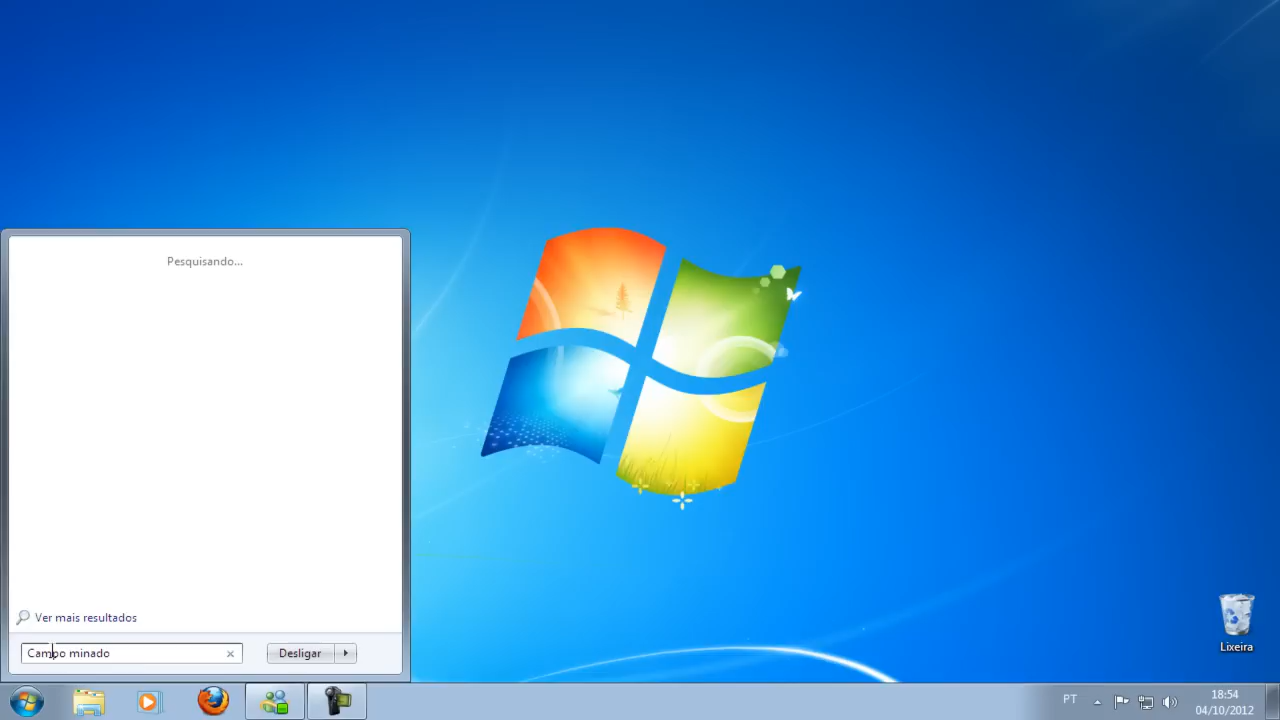 Pesquisando...
Ver mais resultados
Campo minado
Desligar
Lixeira
PT
18:54
04/10/2012